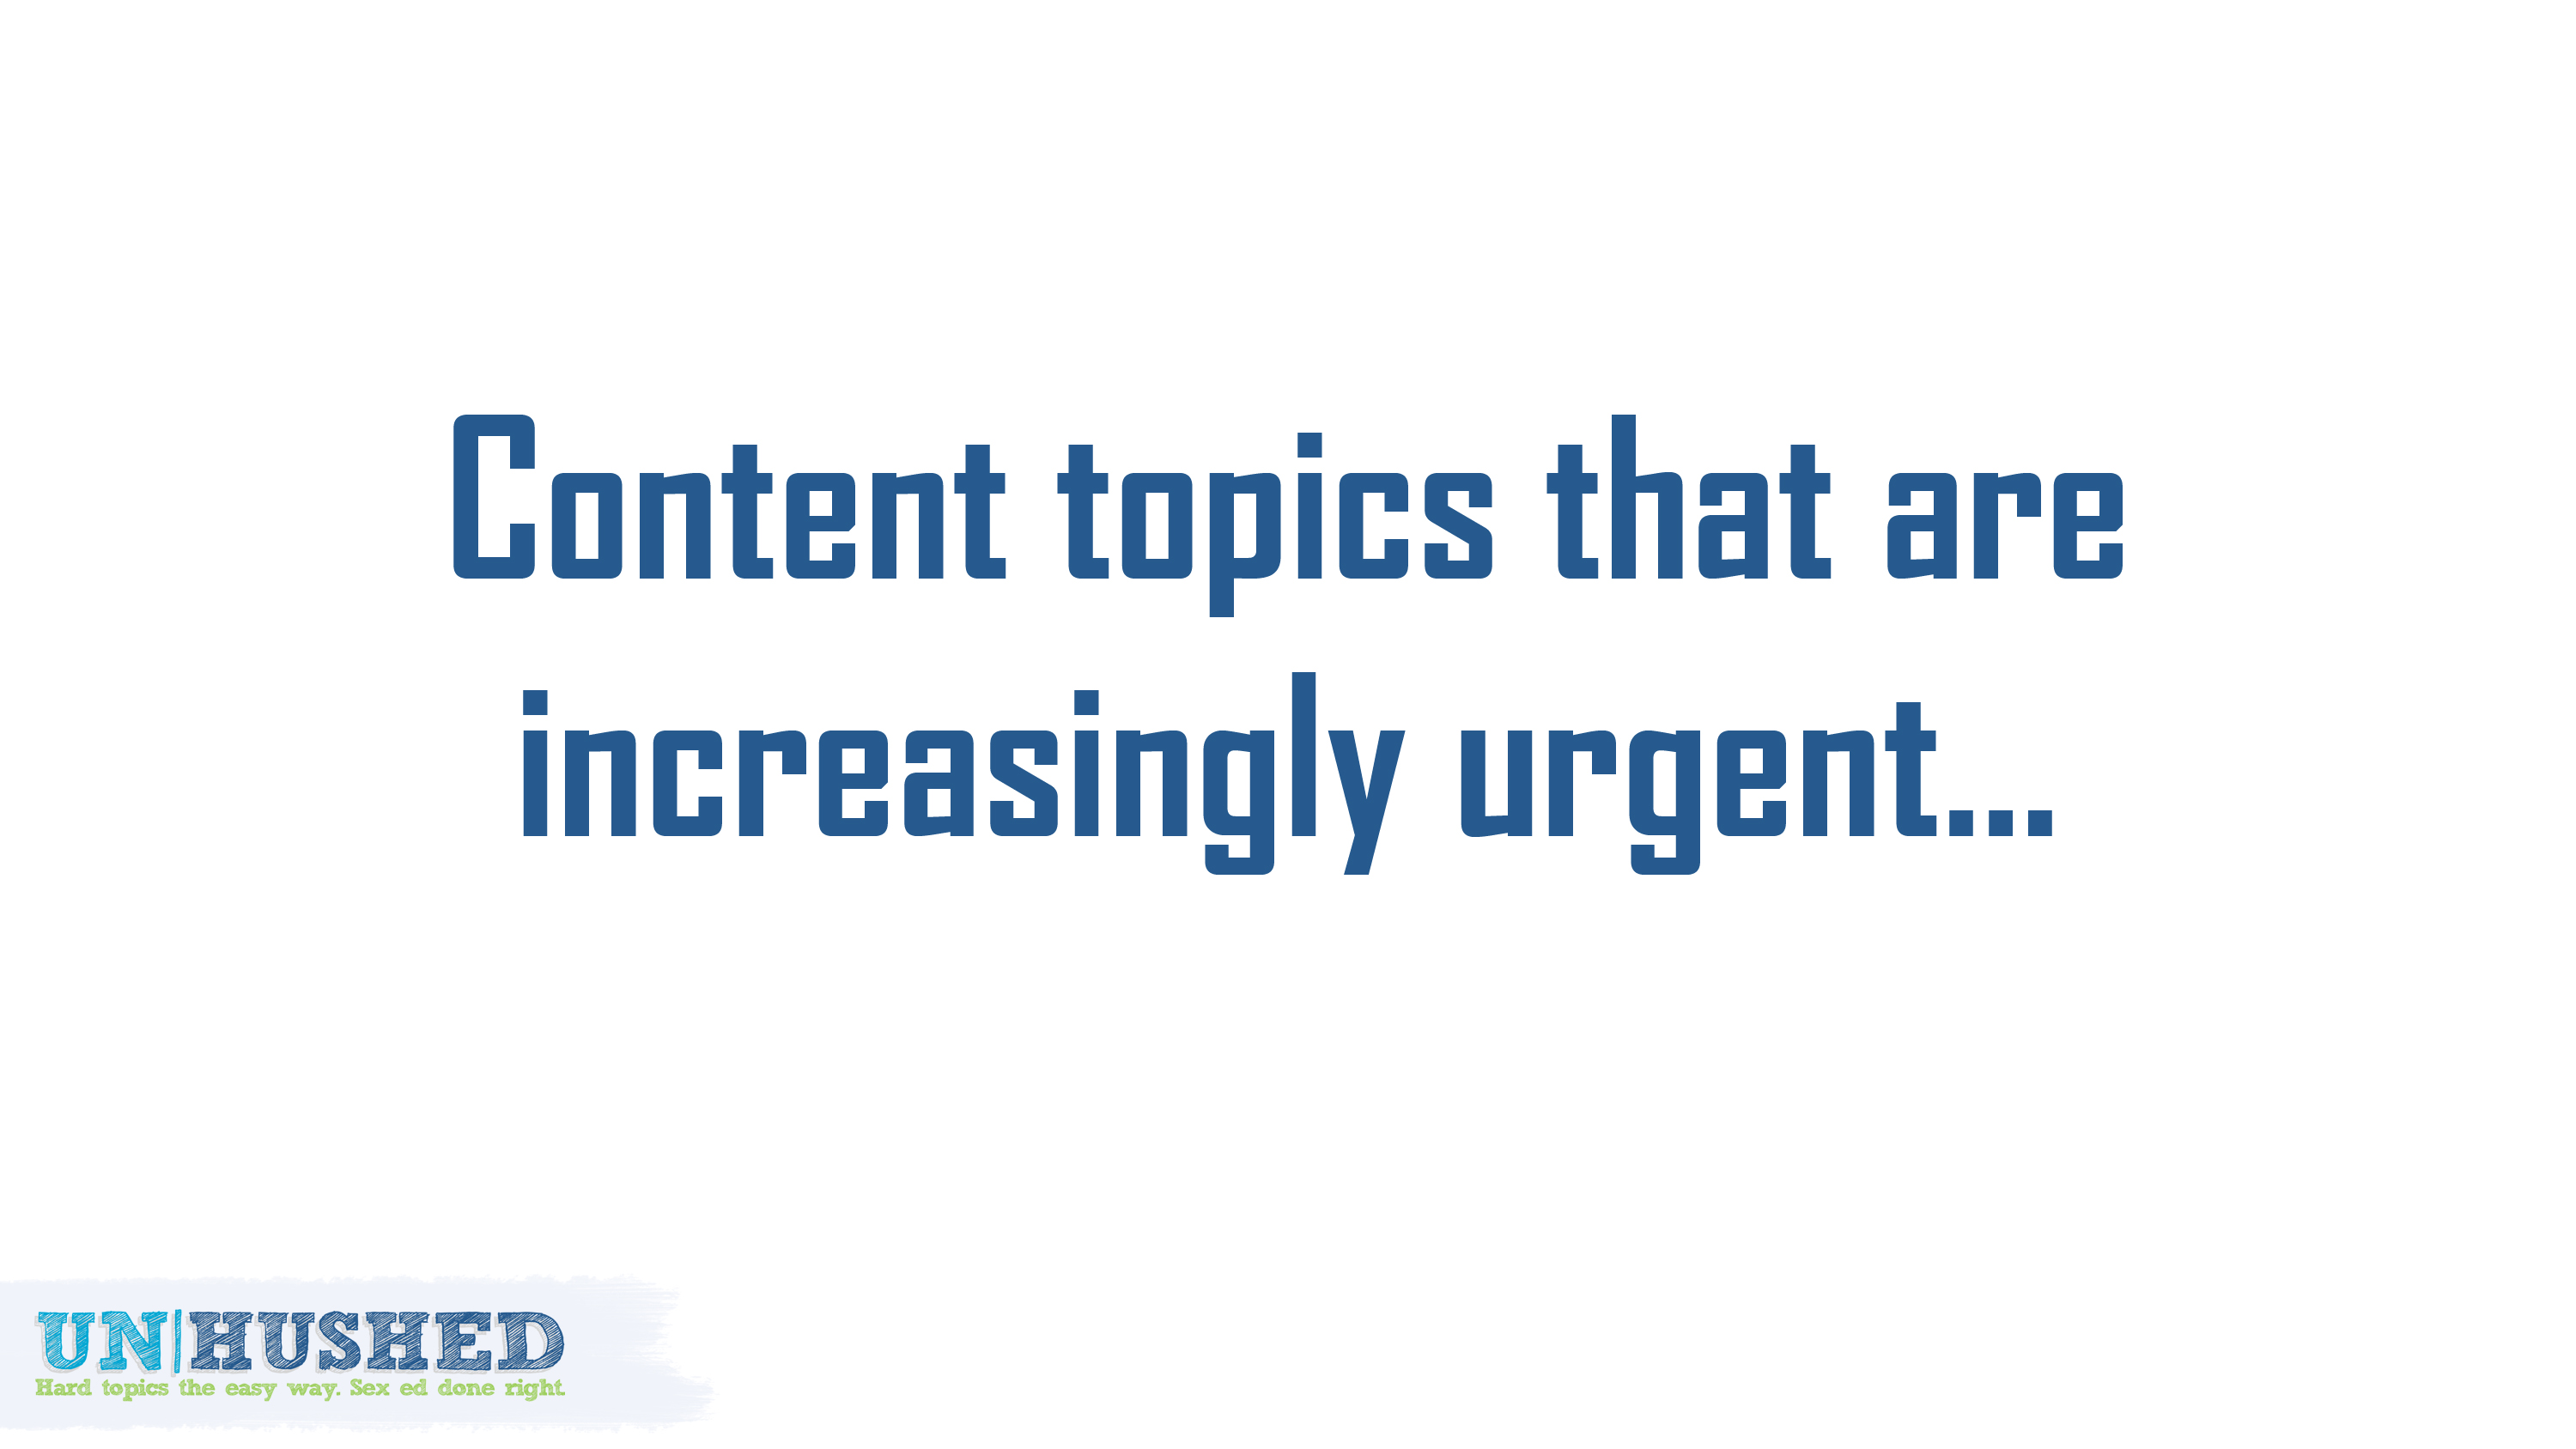 Content topics that are
increasingly urgent...
UN|HUSHED
Hard topics the easy way. Sex ed done right.